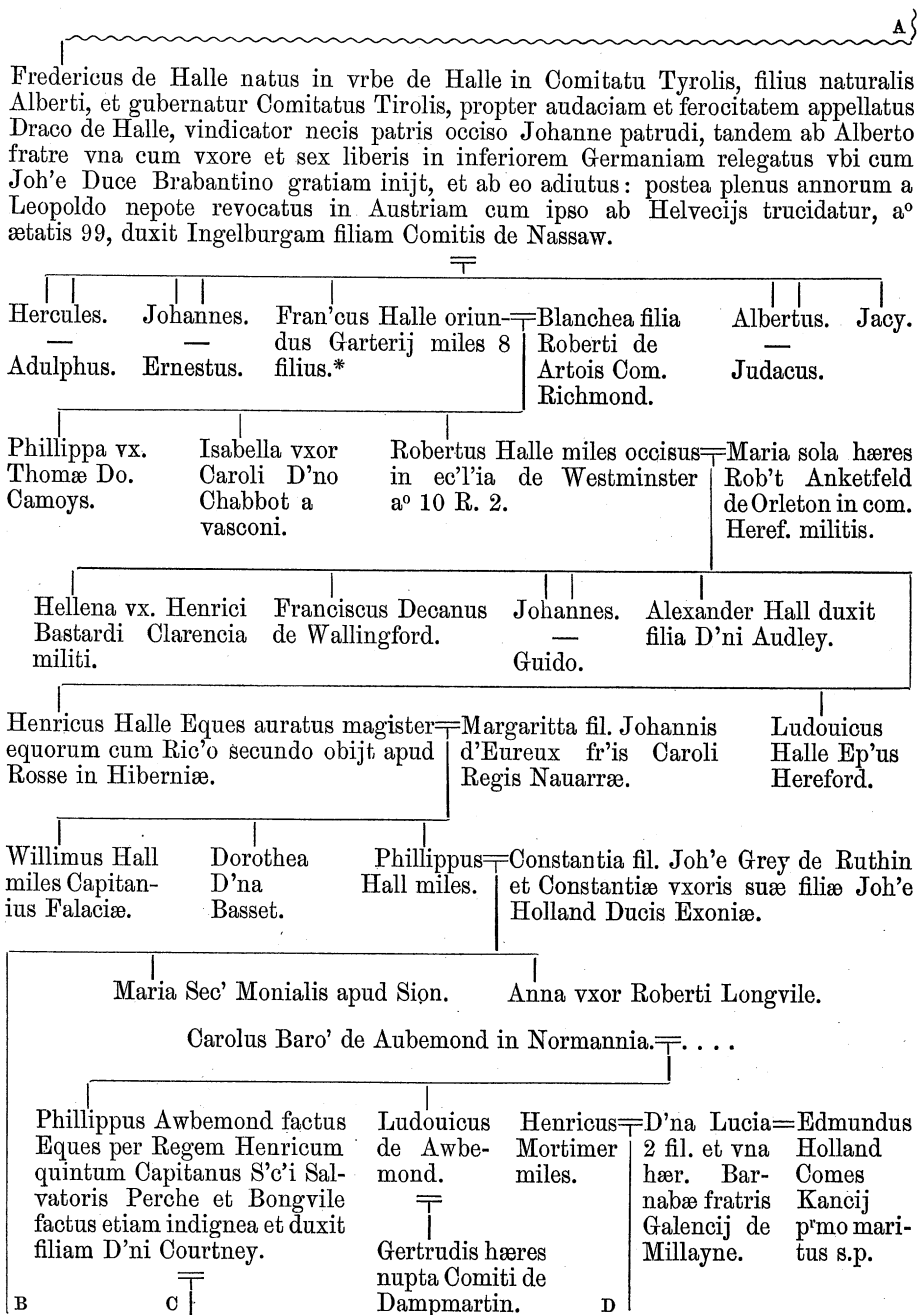 A
Fredericus de Halle natus in vrbe de Halle in Comitatu Tyrolis, filius naturalis
Alberti, et gubernatur Comitatus Tirolis, propter audaciam et ferocitatem appellatus
Draco de Halle, vindicator necis patris occiso Johanne patrudi, tandem ab Alberto
fratre vna cum vxore et sex liberis in inferiorem Germaniam relegatus vbi cum
Joh'e Duce Brabantino gratiam inijt, et ab eo adiutus: postea plenus annorum a
Leopoldo nepote revocatus in Austriam cum ipso ab Helvecijs trucidatur, aº
ætatis 99, duxit Ingelburgam filiam Comitis de Nassaw.
Hercules.
—
Adulphus.
Johannes.
—
Ernestus.
Fran'cus Halle oriun-
dus Garterij miles 8
filius.*
Blanchea filia
Roberti de
Artois Com.
Richmond.
Albertus.
—
Judacus.
Jacy.
Phillippa vx.
Thomæ Do.
Camoys.
Isabella vxor
Caroli D'no
Chabbot a
vasconi.
Robertus Halle miles occisus
in ec'l'ia de Westminster
aº 10 R. 2.
Maria sola hæres
Rob't Anketfeld
de Orleton in com.
Heref. militis.
Hellena vx. Henrici
Bastardi Clarencia
militi.
Franciscus Decanus
de Wallingford.
Johannes.
—
Guido.
Alexander Hall duxit
filia D'ni Audley.
Henricus Halle Eques auratus magister
equorum cum Ric'o secundo obijt apud
Rosse in Hiberniæ.
Margaritta fil. Johannis
d'Eureux fr'is Caroli
Regis Nauarræ.
Ludouicus
Halle Ep'us
Hereford.
Willimus Hall
miles Capitan-
ius Falaciæ.
Dorothea
D'na
Basset.
Phillippus
Hall miles.
Constantia fil. Joh'e Grey de Ruthin
et Constantiæ vxoris suæ filiæ Joh'e
Holland Ducis Exoniæ.
Maria Sec' Monialis apud Sion.
Anna vxor Roberti Longvile.
Carolus Baro' de Aubemond in Normannia. . . . .
Phillippus Awbemond factus
Eques per Regem Henricum
quintum Capitanus S'c'i Sal-
vatoris Perche et Bongvile
factus etiam indignea et duxit
filiam D'ni Courtney.
Ludouicus
de Awbe-
mond.
Gertrudis hæres
nupta Comiti de
Dampmartin.
Henricus
Mortimer
miles.
D'na Lucia
2 fil. et vna
hær. Bar-
nabæ fratris
Galencij de
Millayne.
Edmundus
Holland
Comes
Kancij
pʳmo mari-
tus s.p.
B
C
D